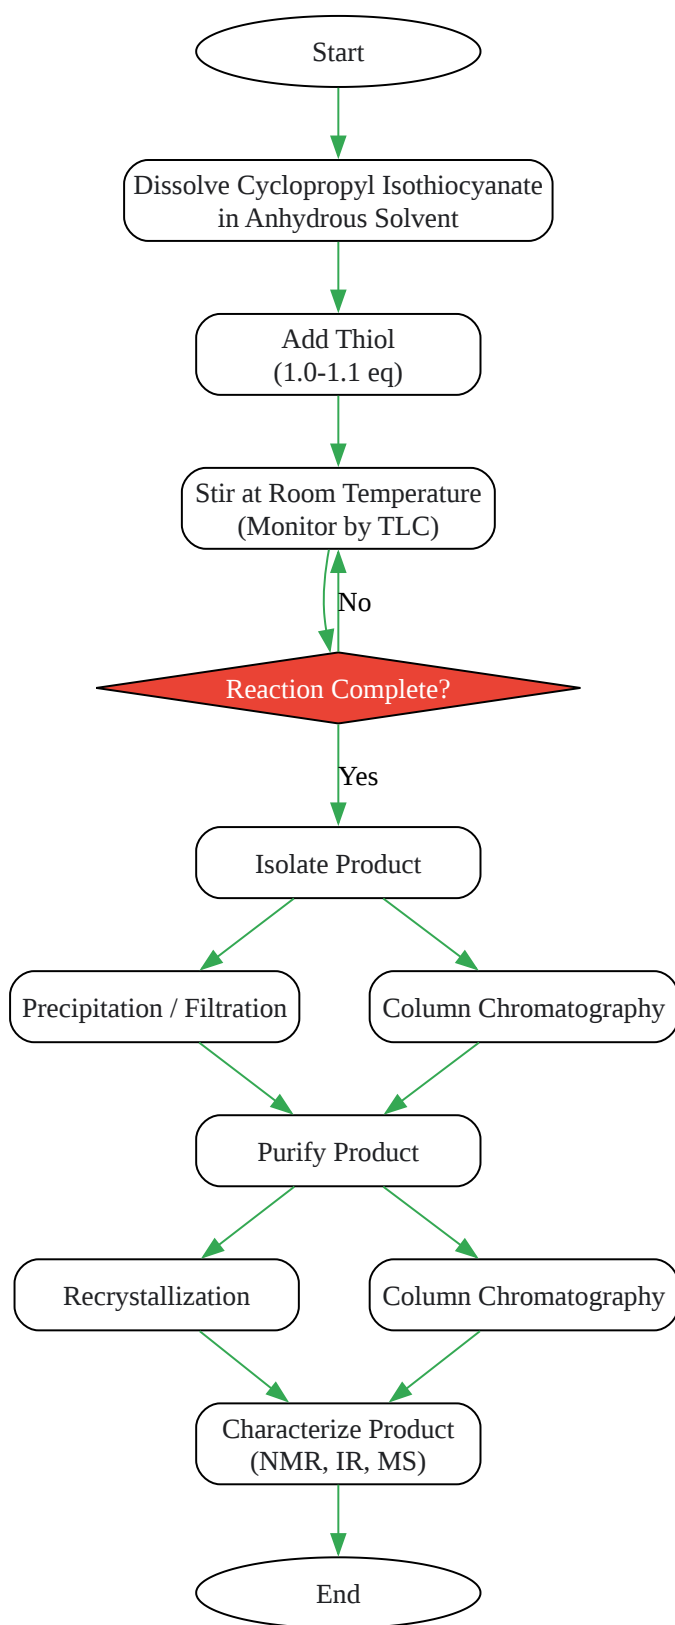 Start
Dissolve Cyclopropyl Isothiocyanate
in Anhydrous Solvent
Add Thiol
(1.0-1.1 eq)
Stir at Room Temperature
(Monitor by TLC)
No
Reaction Complete?
Yes
Isolate Product
Precipitation / Filtration
Column Chromatography
Purify Product
Recrystallization
Column Chromatography
Characterize Product
(NMR, IR, MS)
End